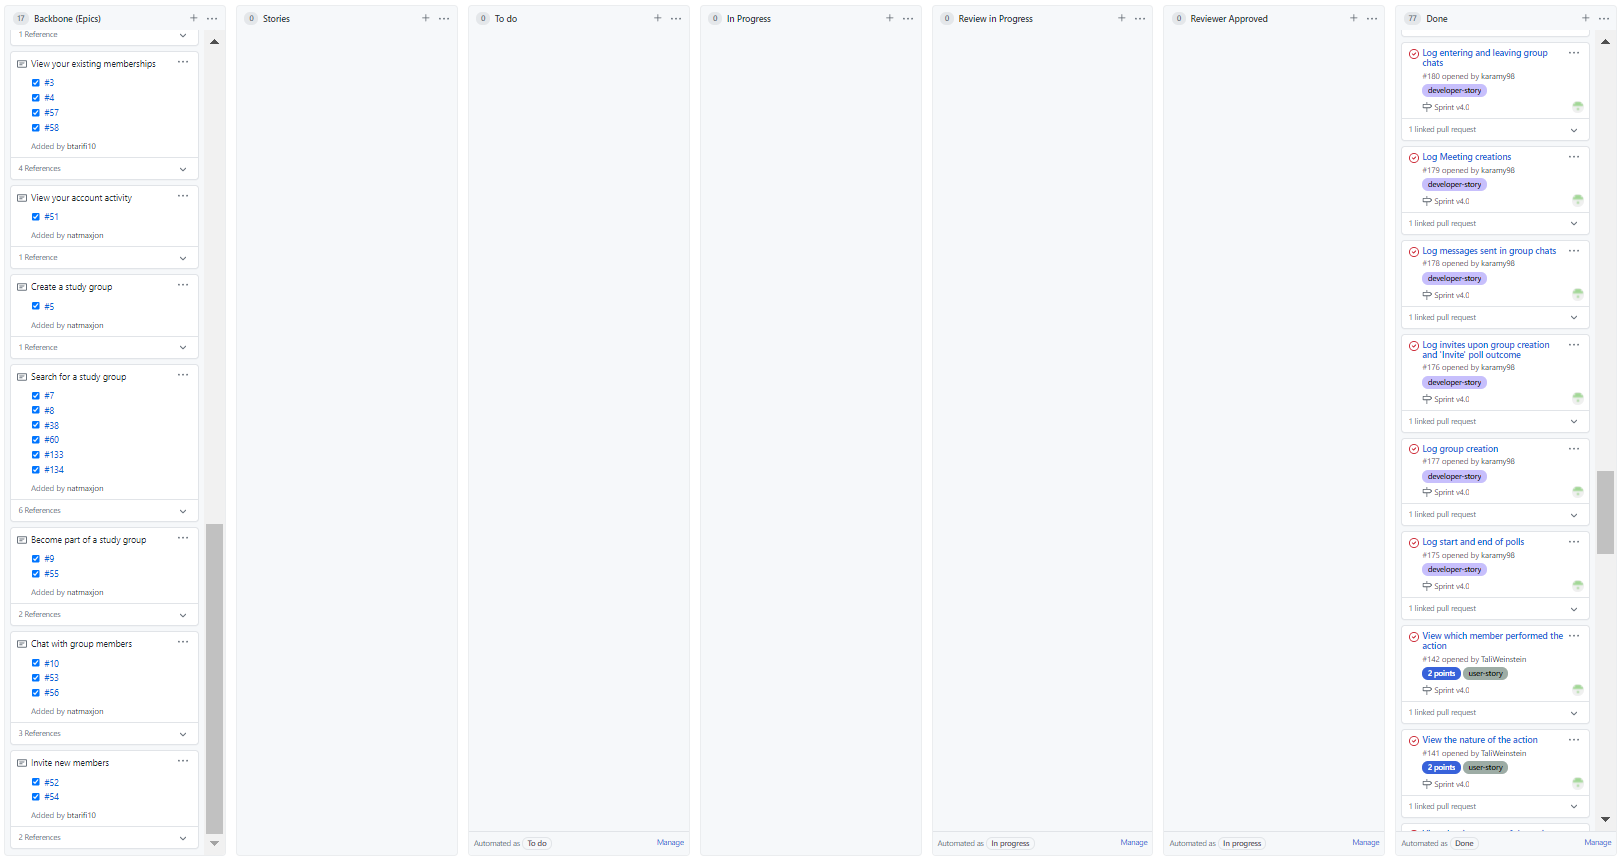 17 Backbone (Epics)
1 Reference
View your existing memberships
#3
#4
#57
#58
Added by btarifi10
4 References
View your account activity
#51
Added by natmaxjon
1 Reference
Create a study group
#5
Added by natmaxjon
1 Reference
Search for a study group
#7
#8
#38
#60
#133
#134
Added by natmaxjon
6 References
Become part of a study group
#9
#55
Added by natmaxjon
2 References
Chat with group members
#10
#53
#56
Added by natmaxjon
3 References
Invite new members
#52
#54
Added by btarifi10
2 References
0 Stories
0 To do
Automated as To do Manage
0 In Progress
0 Review in Progress
Automated as In progress Manage
0 Reviewer Approved
Automated as In progress Manage
77 Done
Log entering and leaving group
chats
#180 opened by karamy98
developer-story
Sprint v4.0
1 linked pull request
Log Meeting creations
#179 opened by karamy98
developer-story
Sprint v4.0
1 linked pull request
Log messages sent in group chats
#178 opened by karamy98
developer-story
Sprint v4.0
1 linked pull request
Log invites upon group creation
and 'Invite' poll outcome
#176 opened by karamy98
developer-story
Sprint v4.0
1 linked pull request
Log group creation
#177 opened by karamy98
developer-story
Sprint v4.0
1 linked pull request
Log start and end of polls
#175 opened by karamy98
developer-story
Sprint v4.0
1 linked pull request
View which member performed the
action
#142 opened by TaliWeinstein
2 points user-story
Sprint v4.0
1 linked pull request
View the nature of the action
#141 opened by TaliWeinstein
2 points user-story
Sprint v4.0
1 linked pull request
Automated as Done Manage